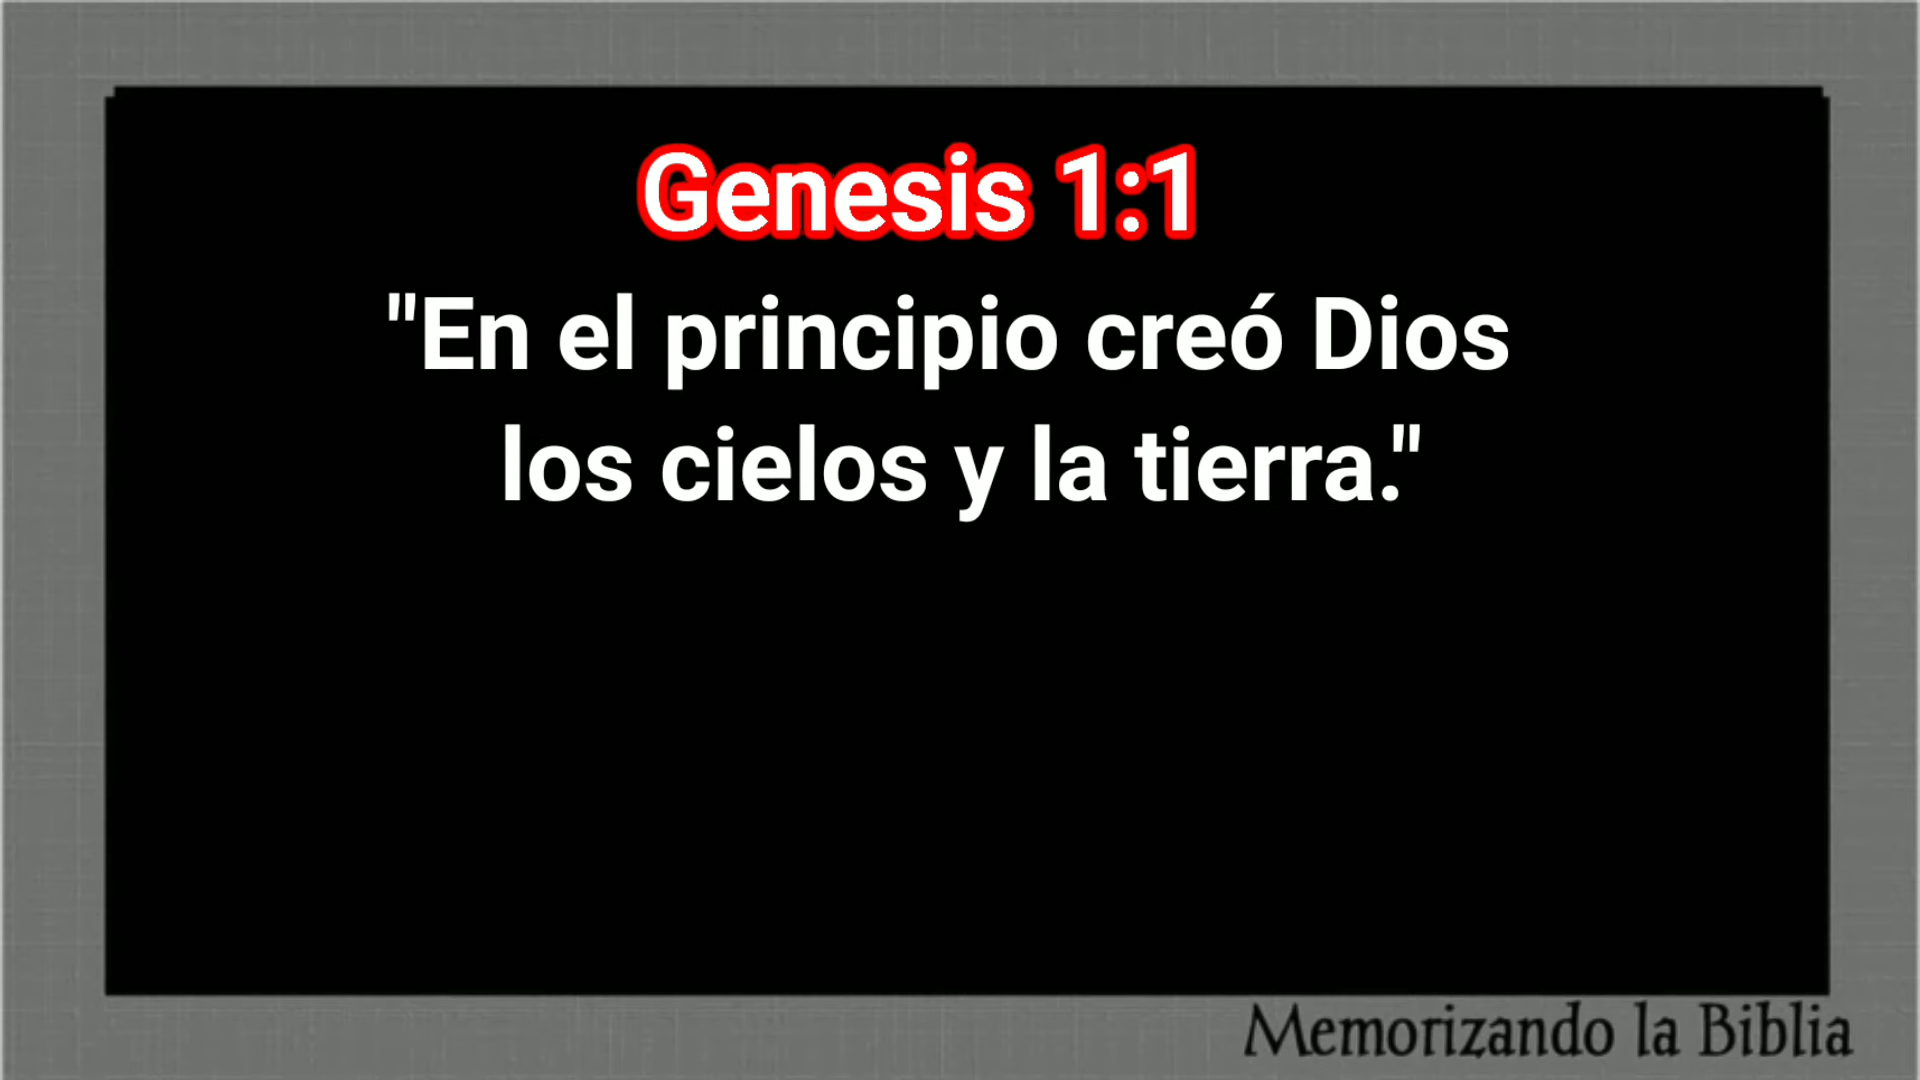 Genesis 1:1
"En el principio creó Dios
los cielos y la tierra."
Memorizando la Biblia